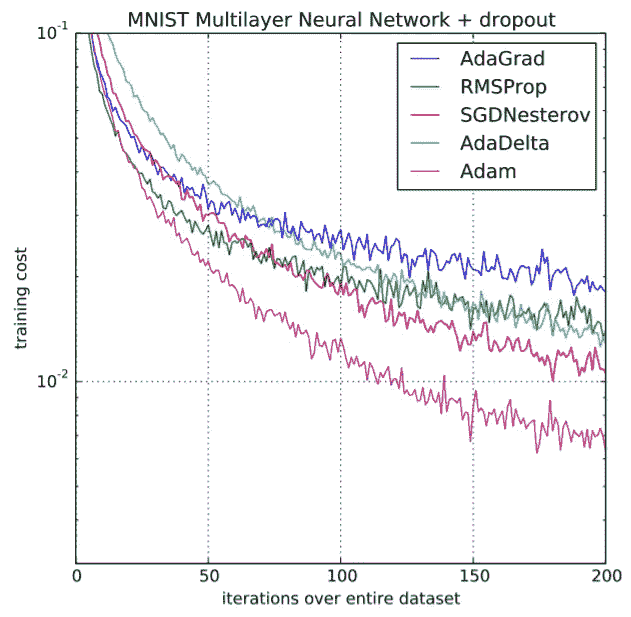 MNIST Multilayer Neural Network + dropout
10⁻¹
AdaGrad
RMSProp
SGDNesterov
AdaDelta
Adam
training cost
10⁻²
0 50 100 150 200
iterations over entire dataset